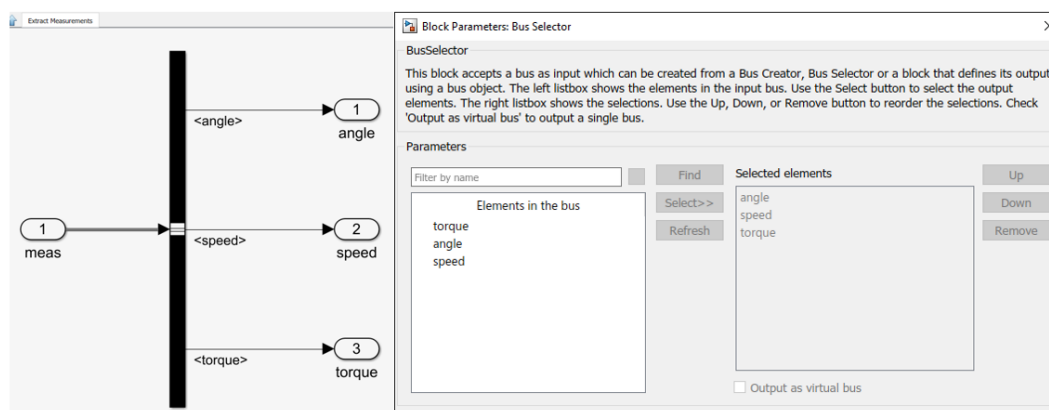 Extract Measurements
1
meas
<angle>
1
angle
<speed>
2
speed
<torque>
3
torque
Block Parameters: Bus Selector
BusSelector
This block accepts a bus as input which can be created from a Bus Creator, Bus Selector or a block that defines its output
using a bus object. The left listbox shows the elements in the input bus. Use the Select button to select the output
elements. The right listbox shows the selections. Use the Up, Down, or Remove button to reorder the selections. Check
'Output as virtual bus' to output a single bus.
Parameters
Filter by name
Find
Select>>
Refresh
Elements in the bus
torque
angle
speed
Selected elements
angle
speed
torque
Up
Down
Remove
Output as virtual bus